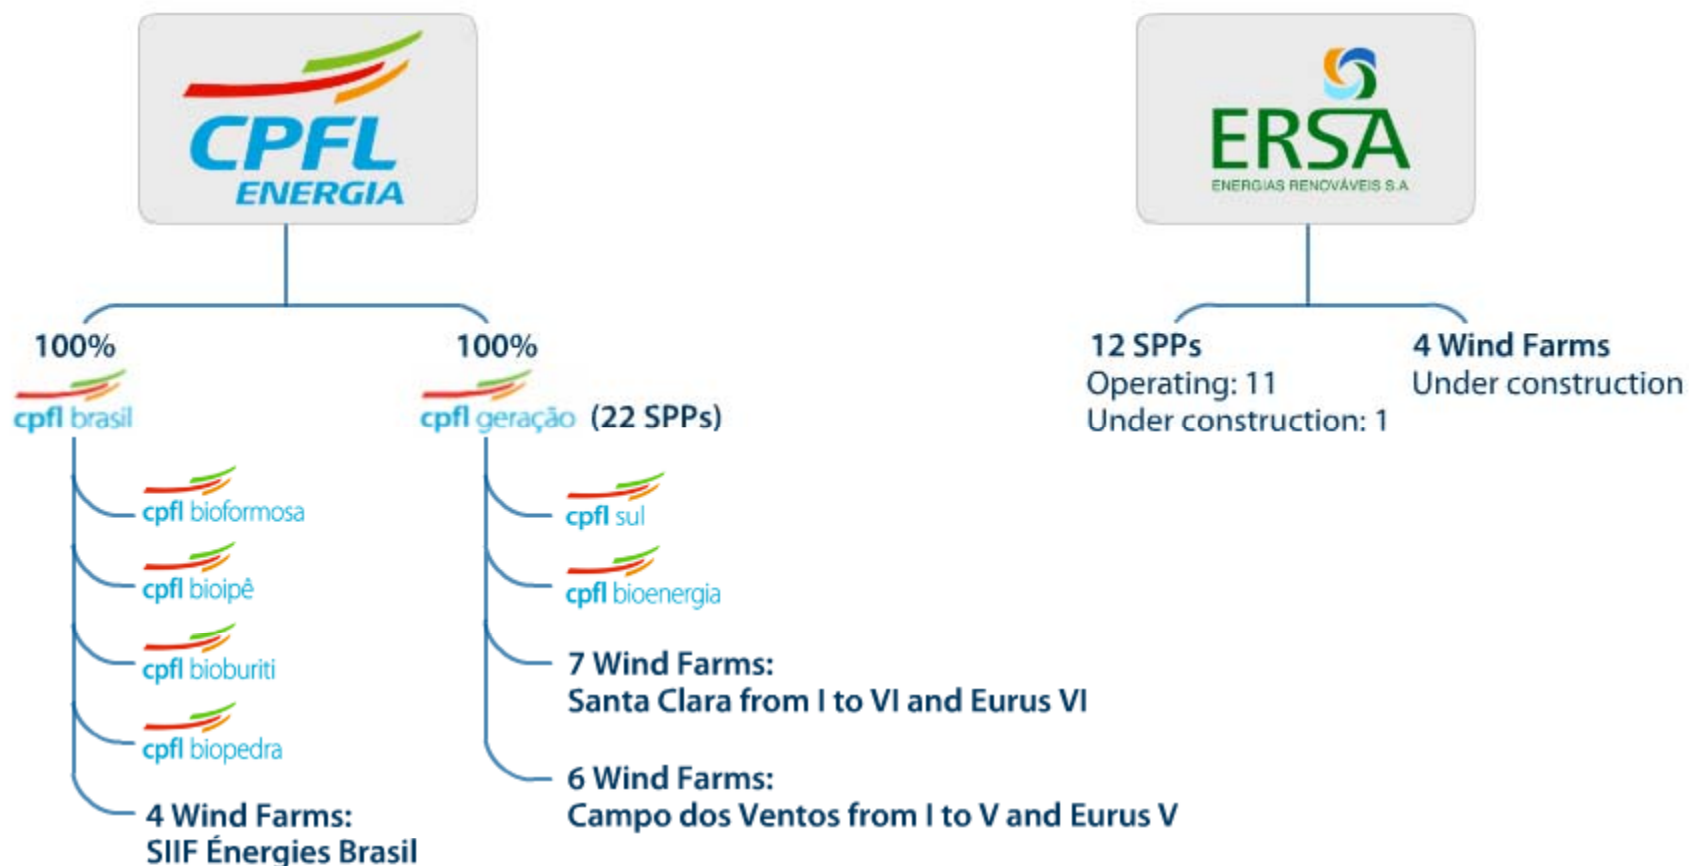 CPFL
ENERGIA
100%
cpfl brasil
cpfl bioformosa
cpfl bioipê
cpfl bioburiti
cpfl biopedra
4 Wind Farms:
SIIF Énergies Brasil
100%
cpfl geração (22 SPPs)
cpfl sul
cpfl bioenergia
7 Wind Farms:
Santa Clara from I to VI and Eurus VI
6 Wind Farms:
Campo dos Ventos from I to V and Eurus V
ERSA
ENERGIAS RENOVÁVEIS S.A
12 SPPs
Operating: 11
Under construction: 1
4 Wind Farms
Under construction